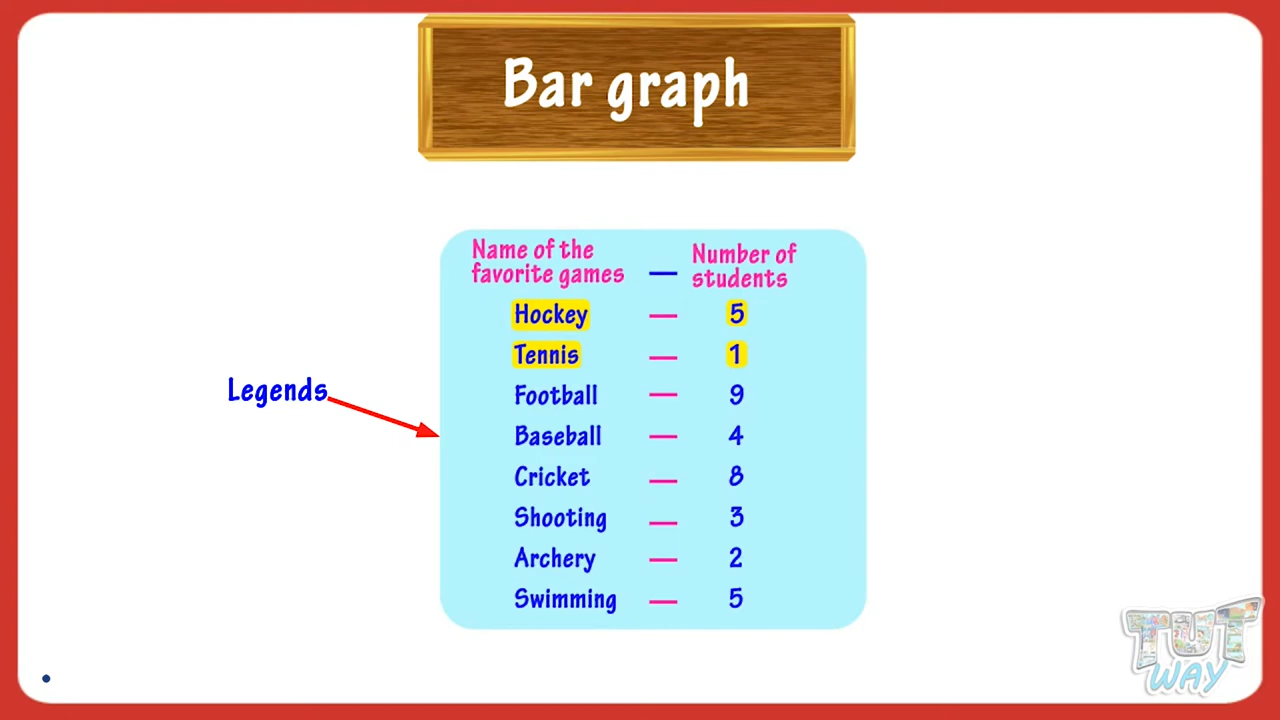 Bar graph
Name of the
favorite games — Number of
students
Hockey — 5
Tennis — 1
Legends
Football — 9
Baseball — 4
Cricket — 8
Shooting — 3
Archery — 2
Swimming — 5
TUT
WAY